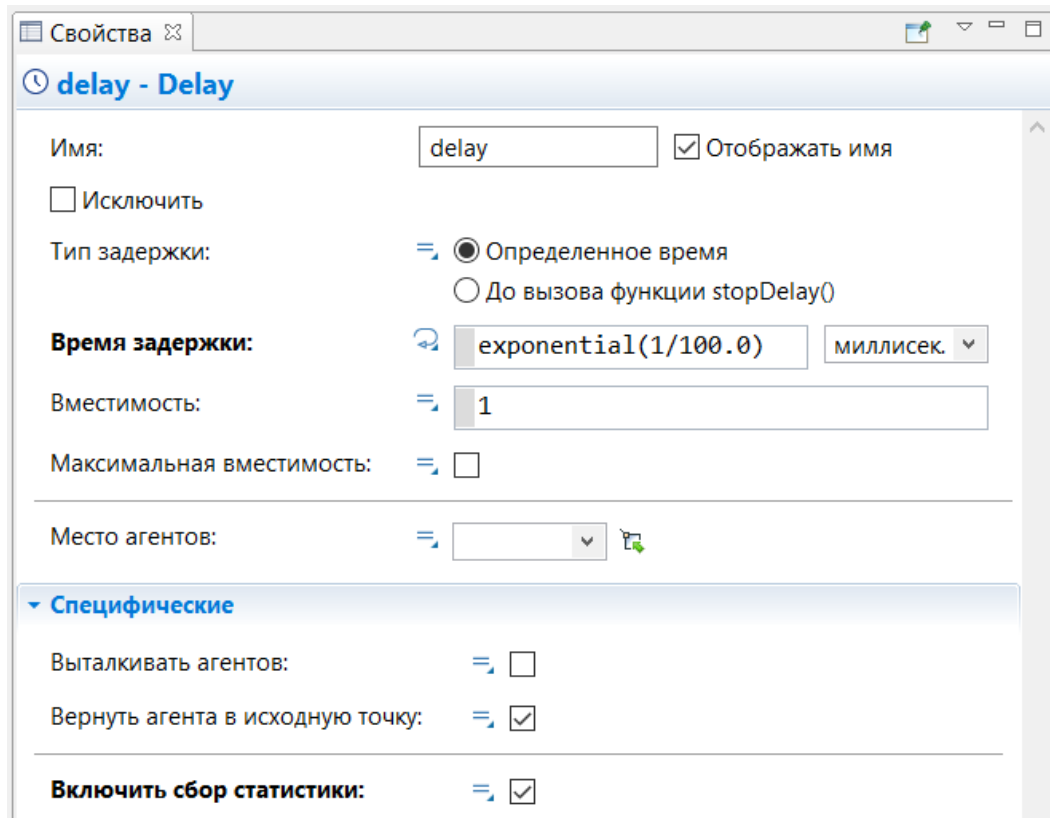 Свойства
delay - Delay
Имя: delay Отображать имя
Исключить
Тип задержки: Определенное время
До вызова функции stopDelay()
Время задержки: exponential(1/100.0) миллисек.
Вместимость: 1
Максимальная вместимость:
Место агентов:
Специфические
Выталкивать агентов:
Вернуть агента в исходную точку:
Включить сбор статистики: